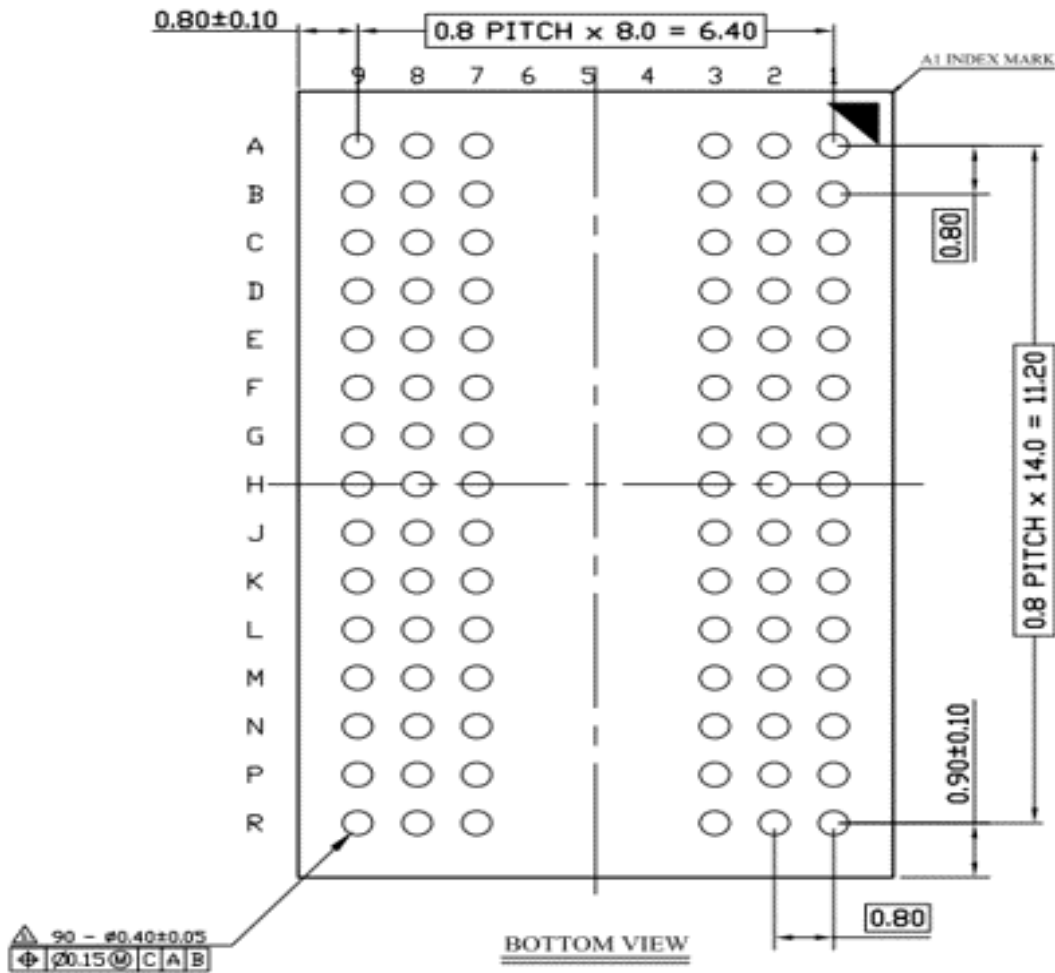 0.80±0.10
0.8 PITCH x 8.0 = 6.40
9 8 7 6 5 4 3 2 1
A1 INDEX MARK
A
B
C
D
E
F
G
H
J
K
L
M
N
P
R
0.80
0.8 PITCH x 14.0 = 11.20
0.90±0.10
0.80
90 - ø0.40±0.05
⌖ Ø0.15 Ⓜ C A B
BOTTOM VIEW